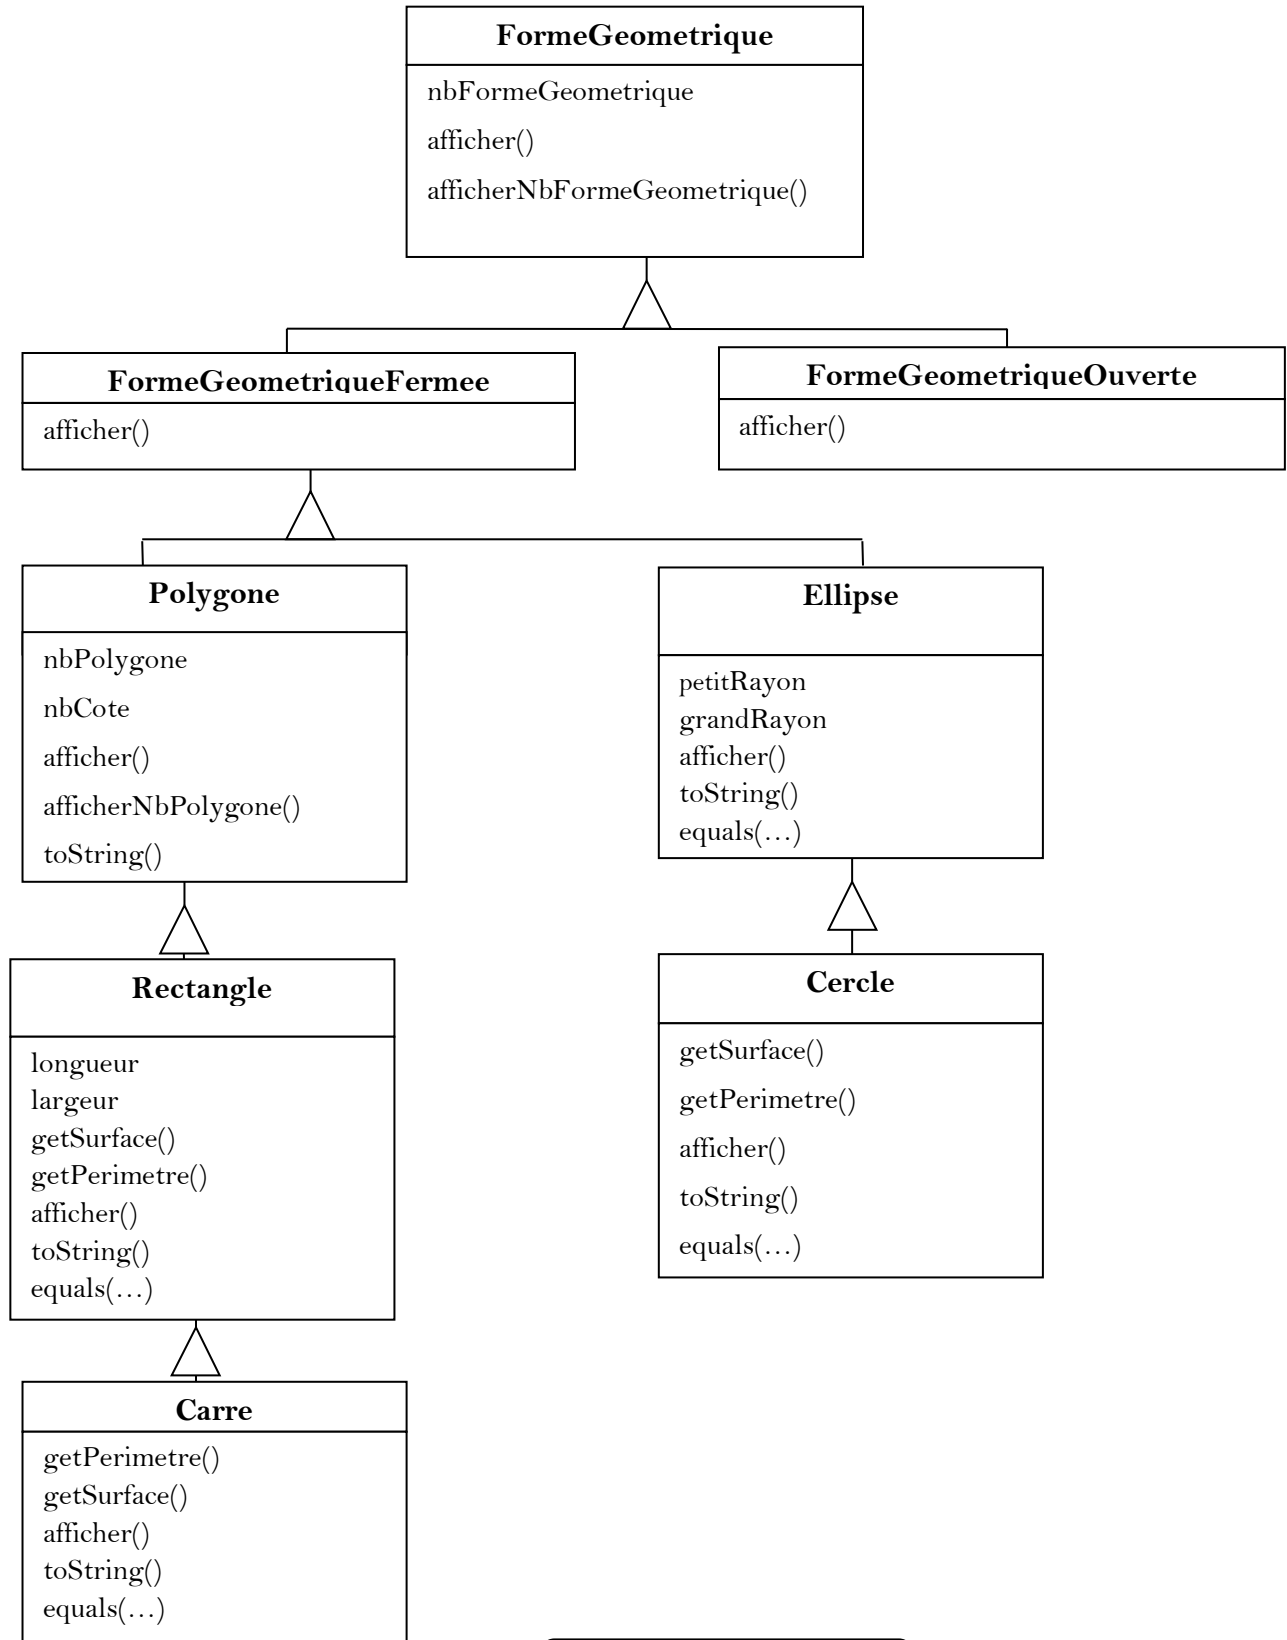 FormeGeometrique
nbFormeGeometrique
afficher()
afficherNbFormeGeometrique()
FormeGeometriqueFermee
afficher()
FormeGeometriqueOuverte
afficher()
Polygone
nbPolygone
nbCote
afficher()
afficherNbPolygone()
toString()
Ellipse
petitRayon
grandRayon
afficher()
toString()
equals(…)
Rectangle
longueur
largeur
getSurface()
getPerimetre()
afficher()
toString()
equals(…)
Cercle
getSurface()
getPerimetre()
afficher()
toString()
equals(…)
Carre
getPerimetre()
getSurface()
afficher()
toString()
equals(…)